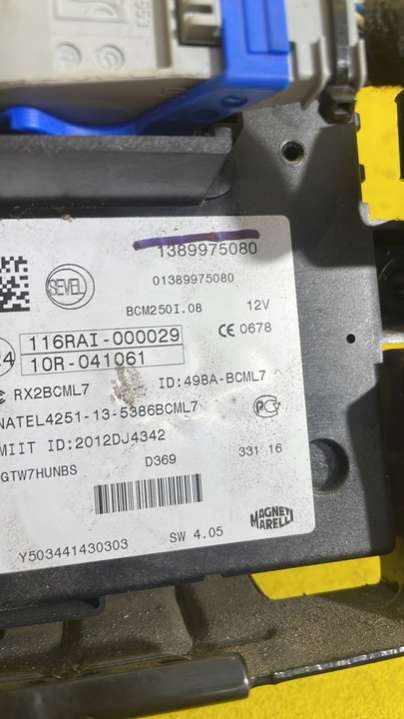 1389975080
SEVEL
01389975080
BCM250I.08 12V
116RAI-000029
CE 0678
10R-041061
RX2BCML7 ID:498A-BCML7
NATEL4251-13-5386BCML7
MIIT ID:2012DJ4342
GTW7HUNBS D369 331 16
MAGNETI
MARELLI
Y503441430303 SW 4.05